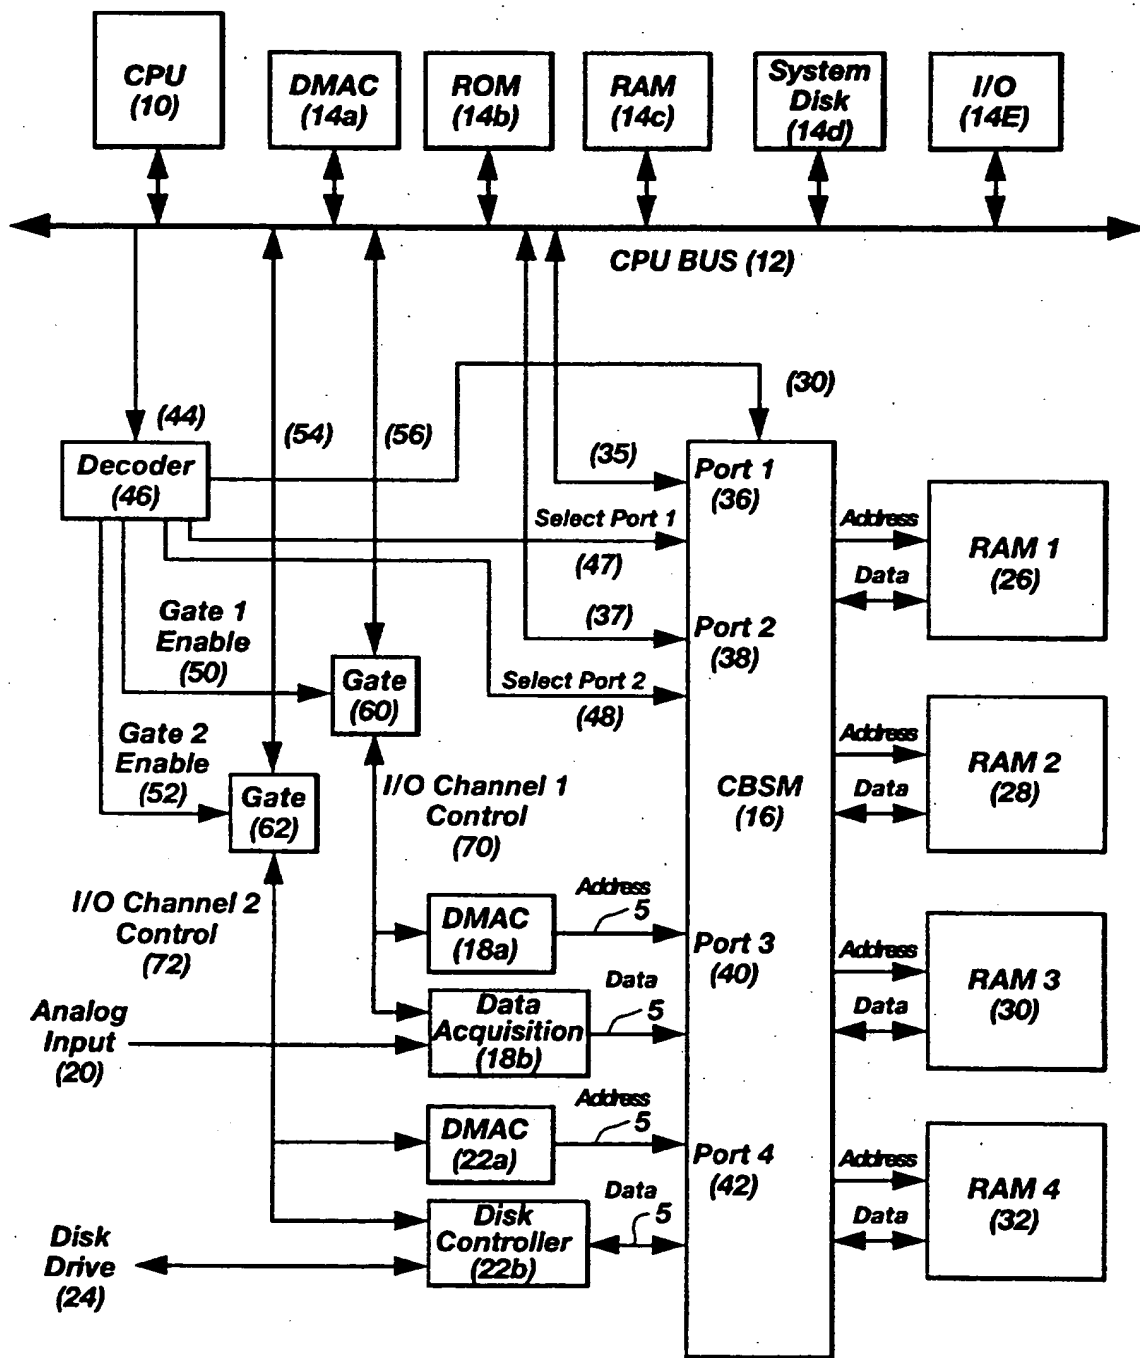 CPU
(10)
DMAC
(14a)
ROM
(14b)
RAM
(14c)
System
Disk
(14d)
I/O
(14E)
CPU BUS (12)
(44)
(54)
(56)
(30)
Decoder
(46)
(35)
Port 1
(36)
Select Port 1
(47)
Address
Data
RAM 1
(26)
Gate 1
Enable
(50)
(37)
Port 2
(38)
Gate
(60)
Select Port 2
(48)
Gate 2
Enable
(52)
Gate
(62)
I/O Channel 1
Control
(70)
CBSM
(16)
Address
Data
RAM 2
(28)
I/O Channel 2
Control
(72)
DMAC
(18a)
Address
5
Port 3
(40)
Address
Data
RAM 3
(30)
Analog
Input
(20)
Data
Acquisition
(18b)
Data
5
DMAC
(22a)
Address
5
Port 4
(42)
Address
Data
RAM 4
(32)
Disk
Drive
(24)
Disk
Controller
(22b)
Data
5